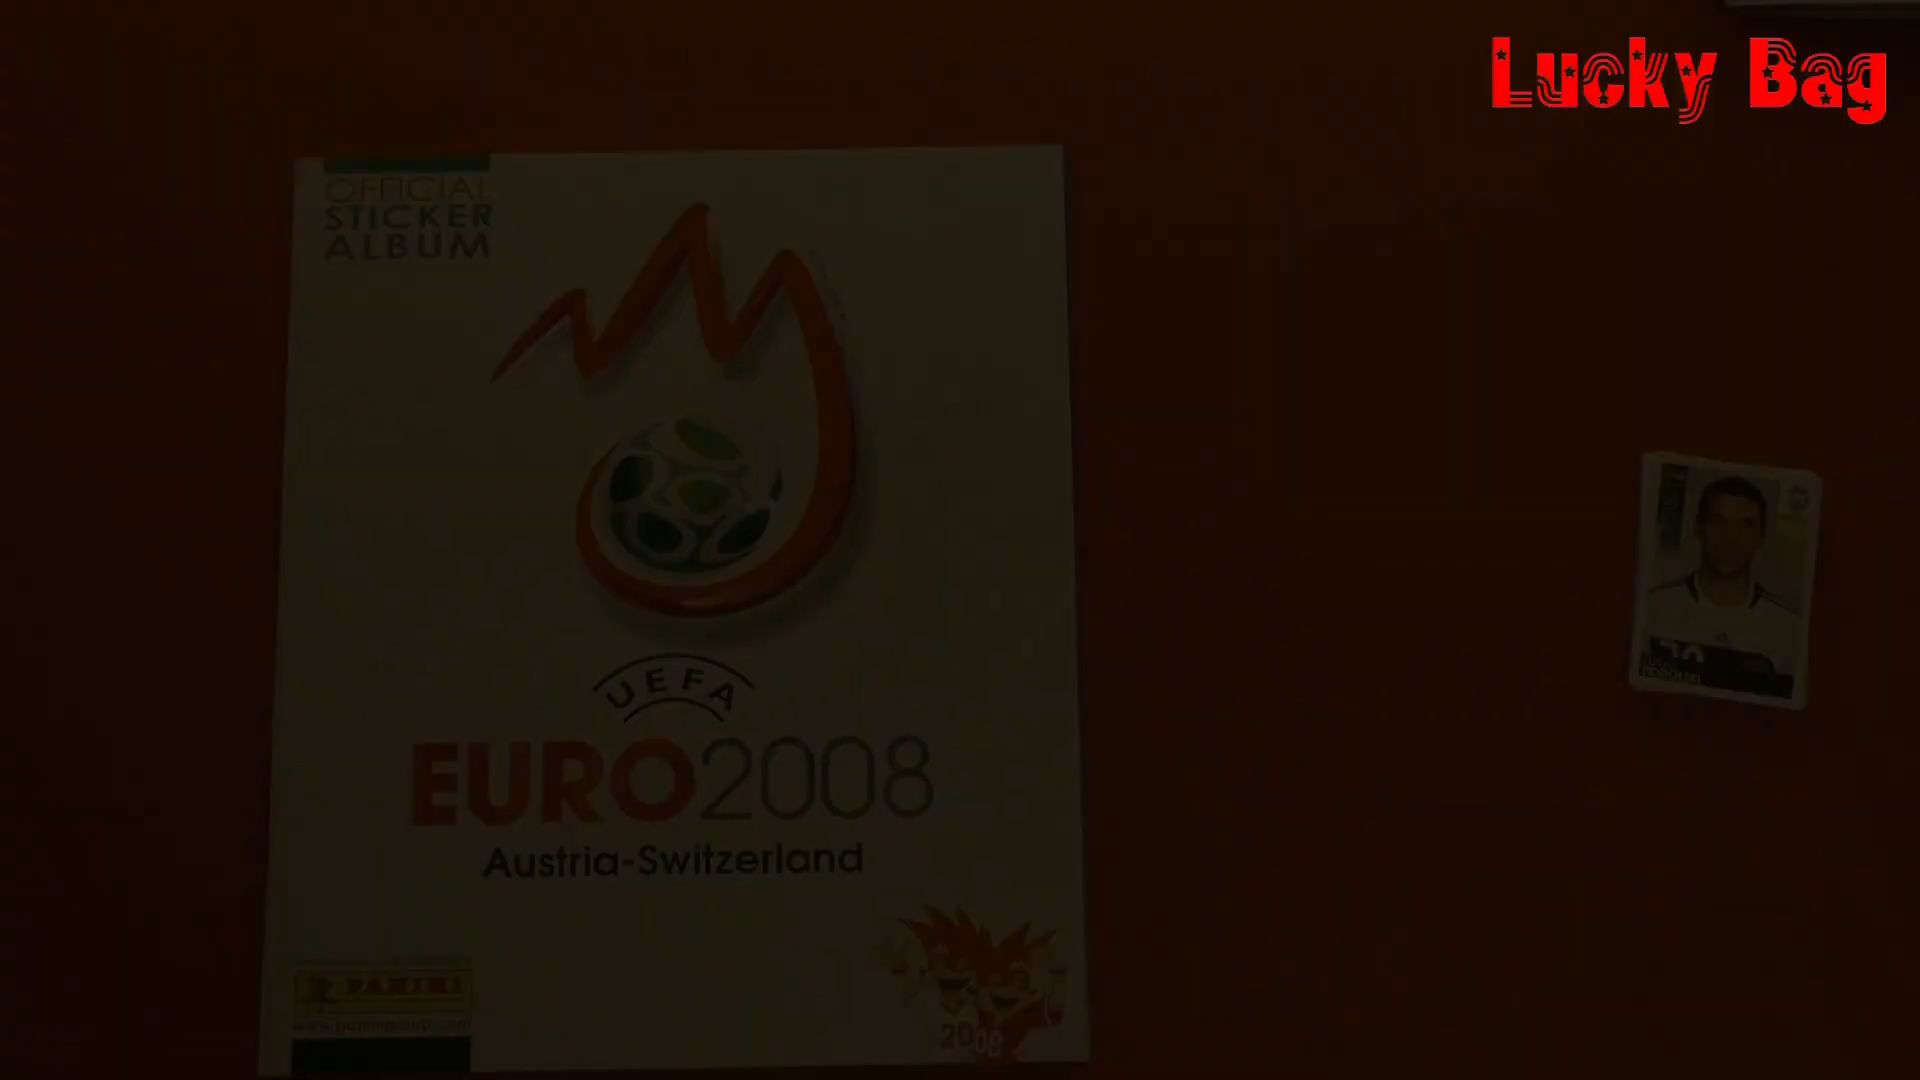 Lucky Bag
OFFICIAL
STICKER
ALBUM
UEFA
EURO2008
Austria-Switzerland
PANINI
2008